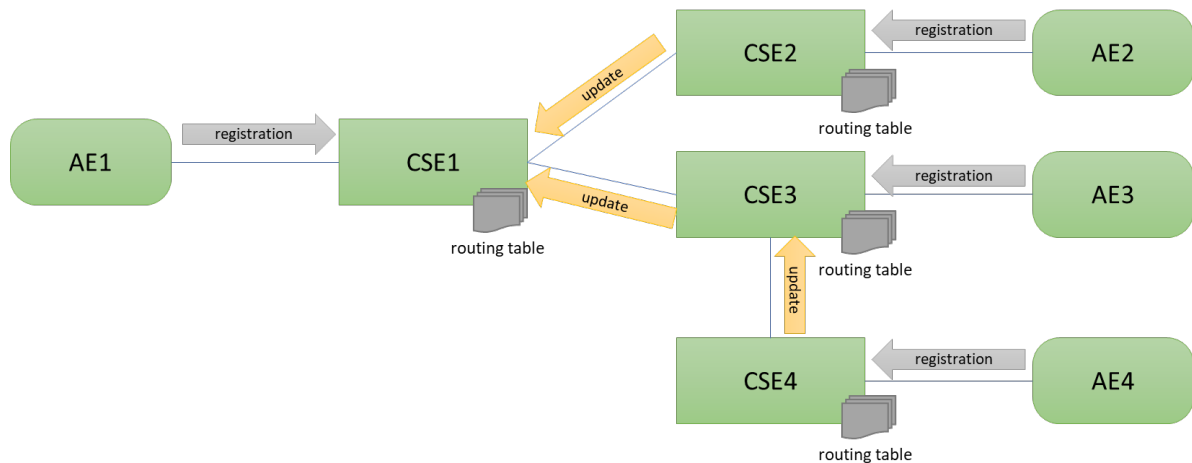 registration
CSE2
AE2
update
routing table
registration
AE1
CSE1
routing table
update
registration
CSE3
AE3
routing table
update
registration
CSE4
AE4
routing table